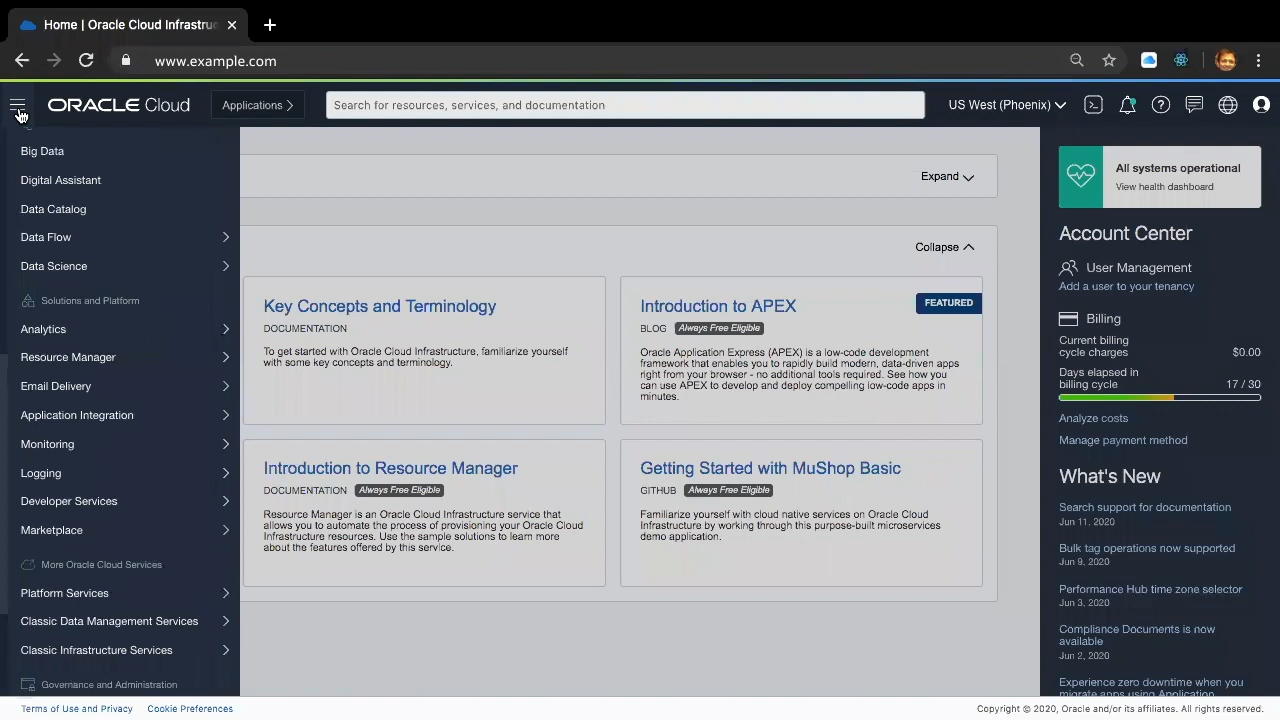 Home | Oracle Cloud Infrastruc
www.example.com
ORACLE Cloud
Applications
Search for resources, services, and documentation
US West (Phoenix)
Big Data
Digital Assistant
Data Catalog
Data Flow
Data Science
Solutions and Platform
Analytics
Resource Manager
Email Delivery
Application Integration
Monitoring
Logging
Developer Services
Marketplace
More Oracle Cloud Services
Platform Services
Classic Data Management Services
Classic Infrastructure Services
Governance and Administration
Expand
Collapse
Key Concepts and Terminology
DOCUMENTATION
To get started with Oracle Cloud Infrastructure, familiarize yourself
with some key concepts and terminology.
Introduction to APEX
FEATURED
BLOG Always Free Eligible
Oracle Application Express (APEX) is a low-code development
framework that enables you to rapidly build modern, data-driven apps
right from your browser - no additional tools required. See how you
can use APEX to develop and deploy compelling low-code apps in
minutes.
Introduction to Resource Manager
DOCUMENTATION Always Free Eligible
Resource Manager is an Oracle Cloud Infrastructure service that
allows you to automate the process of provisioning your Oracle Cloud
Infrastructure resources. Use the sample solutions to learn more
about the features offered by this service.
Getting Started with MuShop Basic
GITHUB Always Free Eligible
Familiarize yourself with cloud native services on Oracle Cloud
Infrastructure by working through this purpose-built microservices
demo application.
All systems operational
View health dashboard
Account Center
User Management
Add a user to your tenancy
Billing
Current billing
cycle charges $0.00
Days elapsed in
billing cycle 17 / 30
Analyze costs
Manage payment method
What's New
Search support for documentation
Jun 11, 2020
Bulk tag operations now supported
Jun 9, 2020
Performance Hub time zone selector
Jun 3, 2020
Compliance Documents is now
available
Jun 2, 2020
Experience zero downtime when you
migrate apps using Application
Terms of Use and Privacy
Cookie Preferences
Copyright © 2020, Oracle and/or its affiliates. All rights reserved.